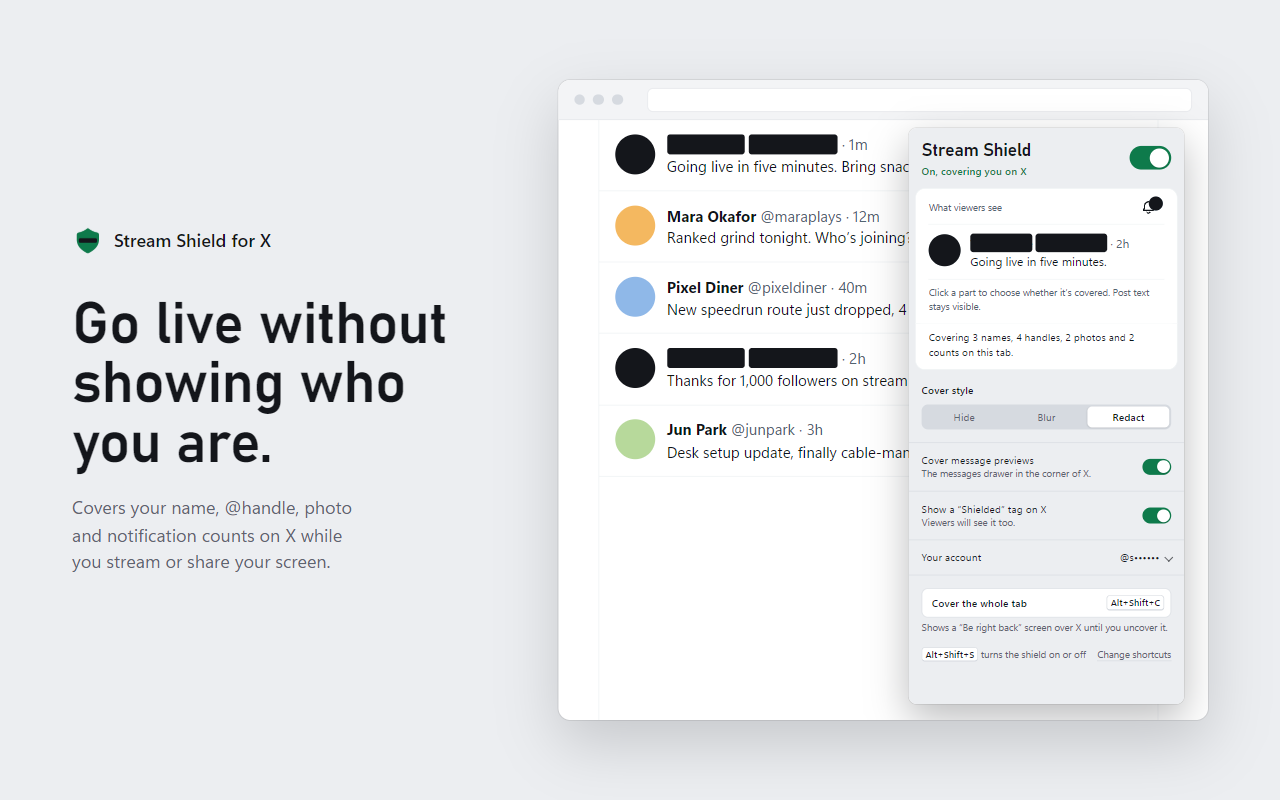 Stream Shield for X
Go live without
showing who
you are.
Covers your name, @handle, photo
and notification counts on X while
you stream or share your screen.
· 1m
Going live in five minutes. Bring snac
Mara Okafor @maraplays · 12m
Ranked grind tonight. Who's joining?
Pixel Diner @pixeldiner · 40m
New speedrun route just dropped, 4
· 2h
Thanks for 1,000 followers on stream
Jun Park @junpark · 3h
Desk setup update, finally cable-man
Stream Shield
On, covering you on X
What viewers see
· 2h
Going live in five minutes.
Click a part to choose whether it's covered. Post text
stays visible.
Covering 3 names, 4 handles, 2 photos and 2
counts on this tab.
Cover style
Hide Blur Redact
Cover message previews
The messages drawer in the corner of X.
Show a "Shielded" tag on X
Viewers will see it too.
Your account @s••••••
Cover the whole tab Alt+Shift+C
Shows a "Be right back" screen over X until you uncover it.
Alt+Shift+S turns the shield on or off Change shortcuts